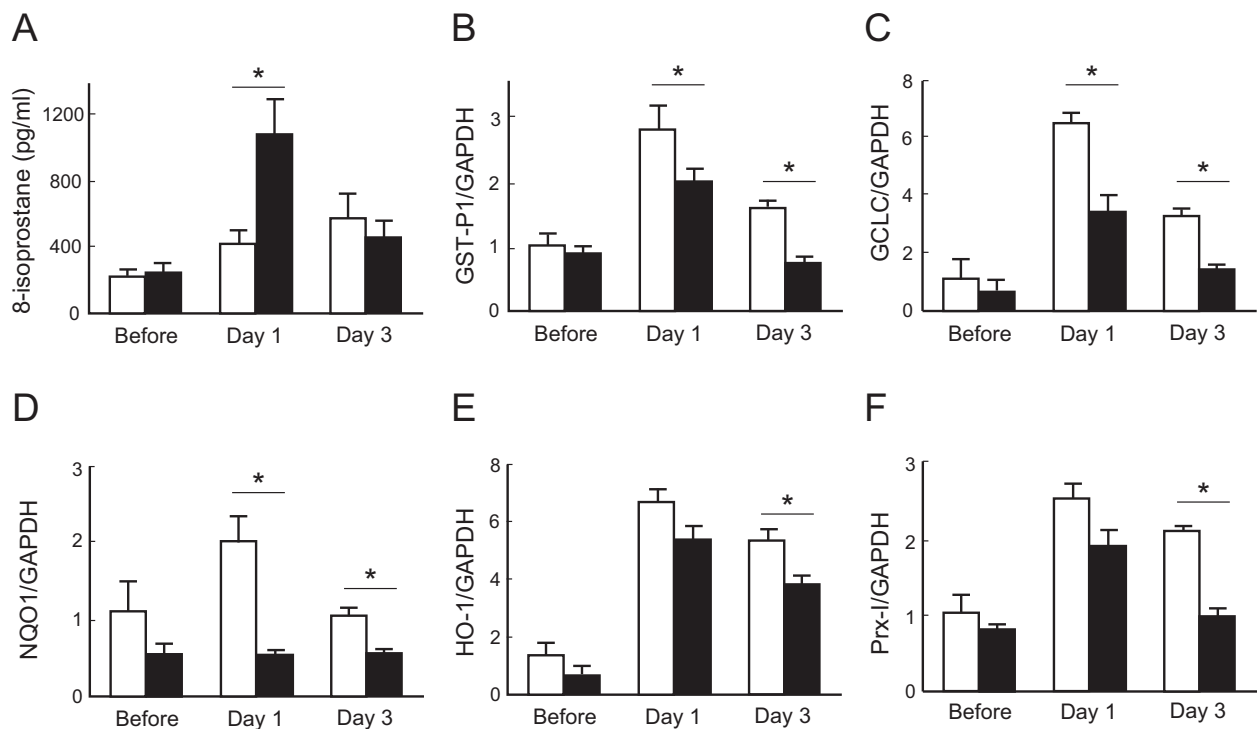 A
8-isoprostane (pg/ml)
1200
800
400
0
*
Before
Day 1
Day 3
B
GST-P1/GAPDH
3
2
1
0
*
*
Before
Day 1
Day 3
C
GCLC/GAPDH
8
6
4
2
0
*
*
Before
Day 1
Day 3
D
NQO1/GAPDH
3
2
1
0
*
*
Before
Day 1
Day 3
E
HO-1/GAPDH
8
6
4
2
0
*
Before
Day 1
Day 3
F
Prx-I/GAPDH
3
2
1
0
*
Before
Day 1
Day 3